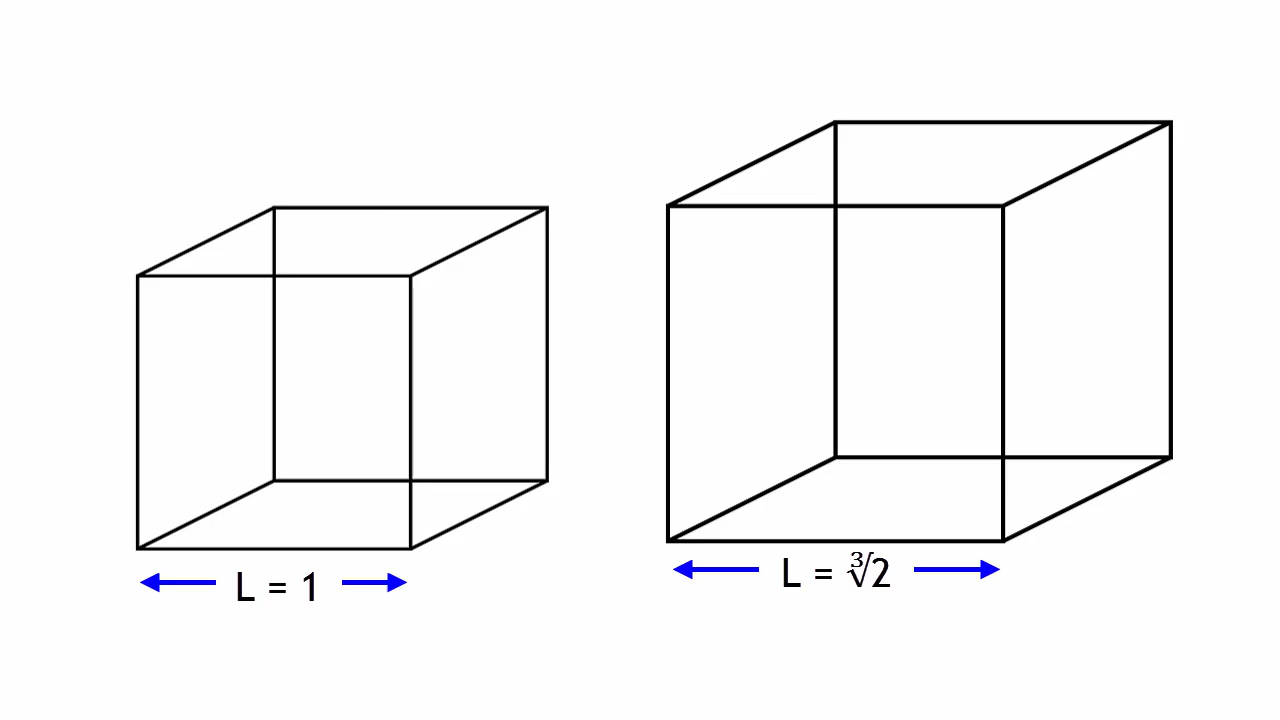 L = 1
L = ∛2